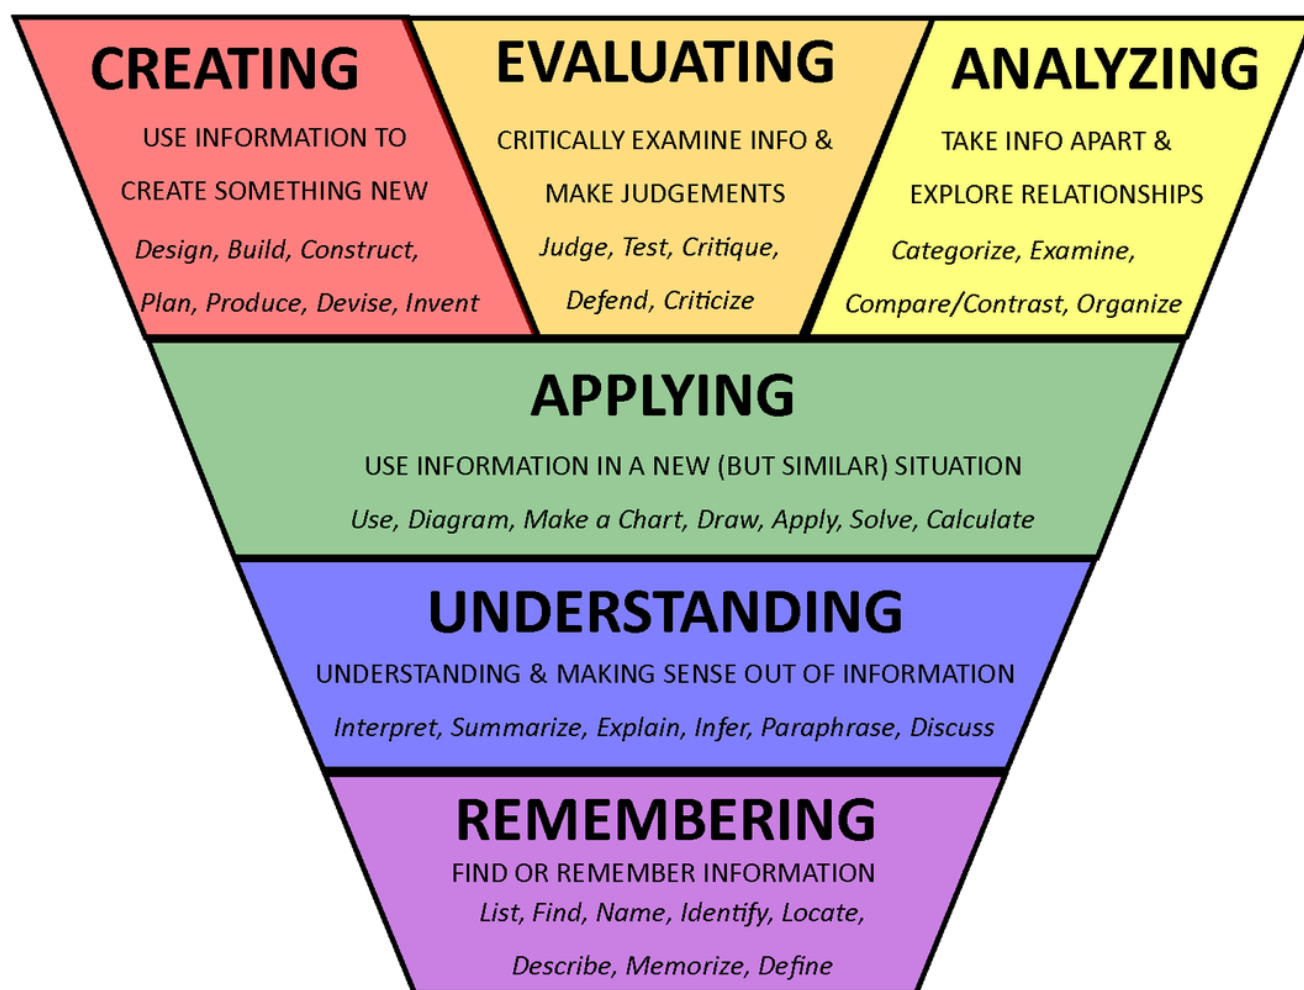 CREATING
USE INFORMATION TO
CREATE SOMETHING NEW
Design, Build, Construct,
Plan, Produce, Devise, Invent
EVALUATING
CRITICALLY EXAMINE INFO &
MAKE JUDGEMENTS
Judge, Test, Critique,
Defend, Criticize
ANALYZING
TAKE INFO APART &
EXPLORE RELATIONSHIPS
Categorize, Examine,
Compare/Contrast, Organize
APPLYING
USE INFORMATION IN A NEW (BUT SIMILAR) SITUATION
Use, Diagram, Make a Chart, Draw, Apply, Solve, Calculate
UNDERSTANDING
UNDERSTANDING & MAKING SENSE OUT OF INFORMATION
Interpret, Summarize, Explain, Infer, Paraphrase, Discuss
REMEMBERING
FIND OR REMEMBER INFORMATION
List, Find, Name, Identify, Locate,
Describe, Memorize, Define